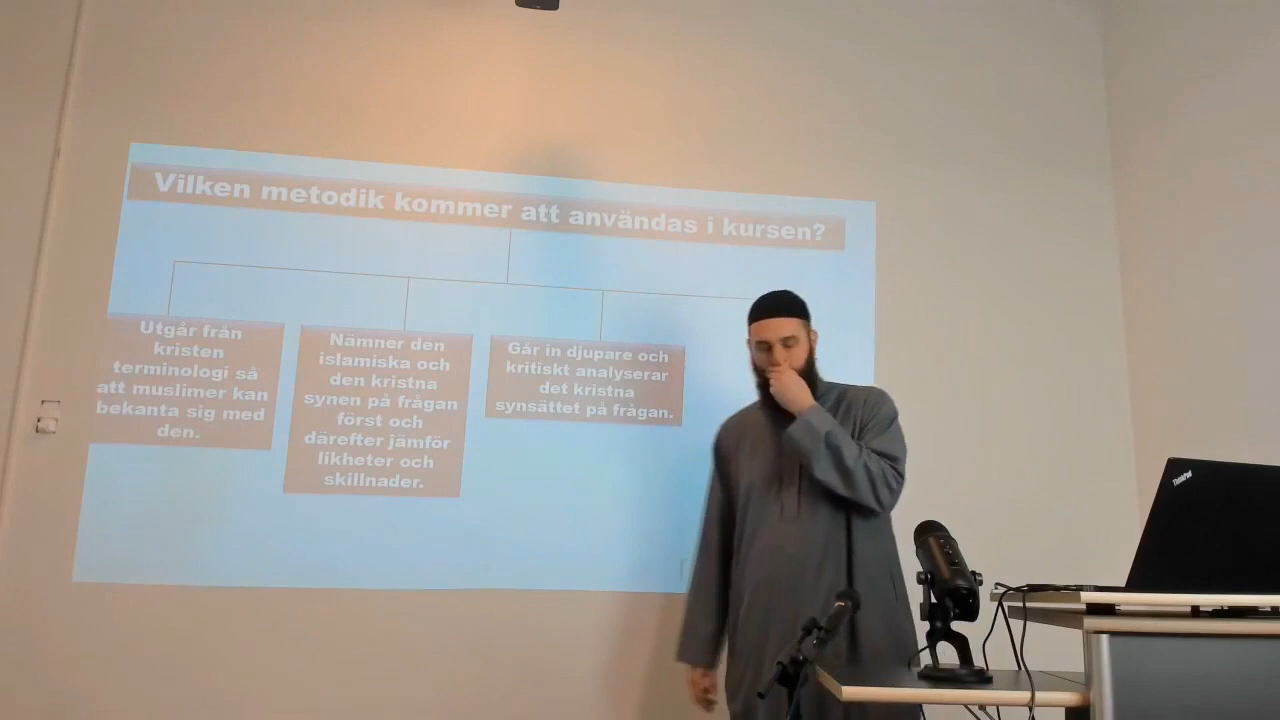 Vilken metodik kommer att användas i kursen?
Utgår från
kristen
terminologi så
att muslimer kan
bekanta sig med
den.
Nämner den
islamiska och
den kristna
synen på frågan
först och
därefter jämför
likheter och
skillnader.
Går in djupare och
kritiskt analyserar
det kristna
synsättet på frågan.
ThinkPad